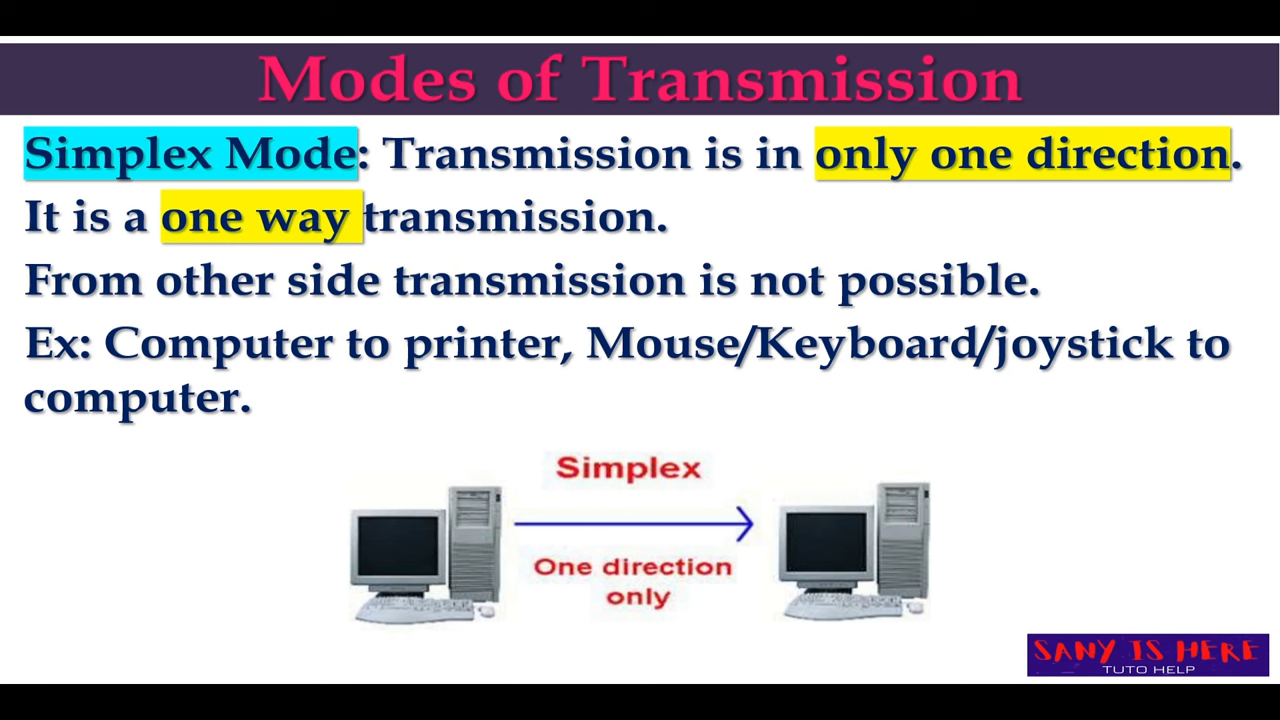 Modes of Transmission
Simplex Mode: Transmission is in only one direction.
It is a one way transmission.
From other side transmission is not possible.
Ex: Computer to printer, Mouse/Keyboard/joystick to
computer.
Simplex
One direction
only
SANY IS HERE
TUTO HELP